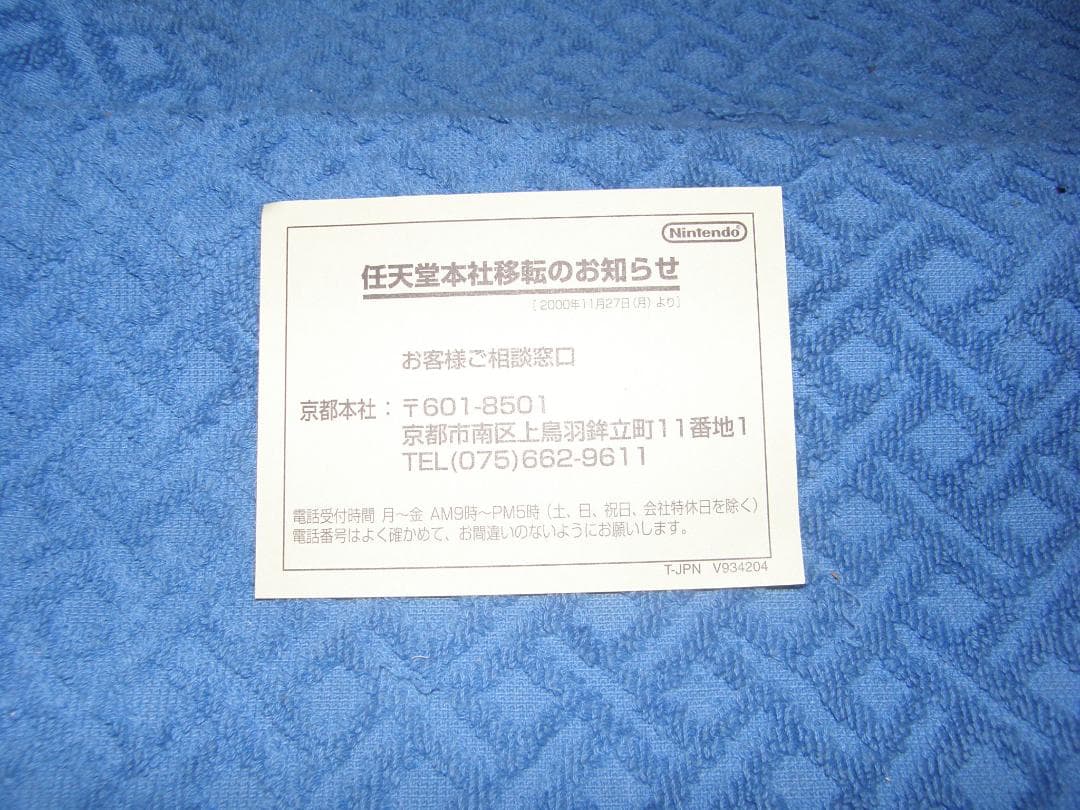 Nintendo®
任天堂本社移転のお知らせ
[2000年11月27日(月)より]
お客様ご相談窓口
京都本社：〒601-8501
京都市南区上鳥羽鉾立町11番地1
TEL(075)662-9611
電話受付時間 月～金 AM9時～PM5時（土、日、祝日、会社特休日を除く）
電話番号はよく確かめて、お間違いのないようにお願いします。
T-JPN V934204